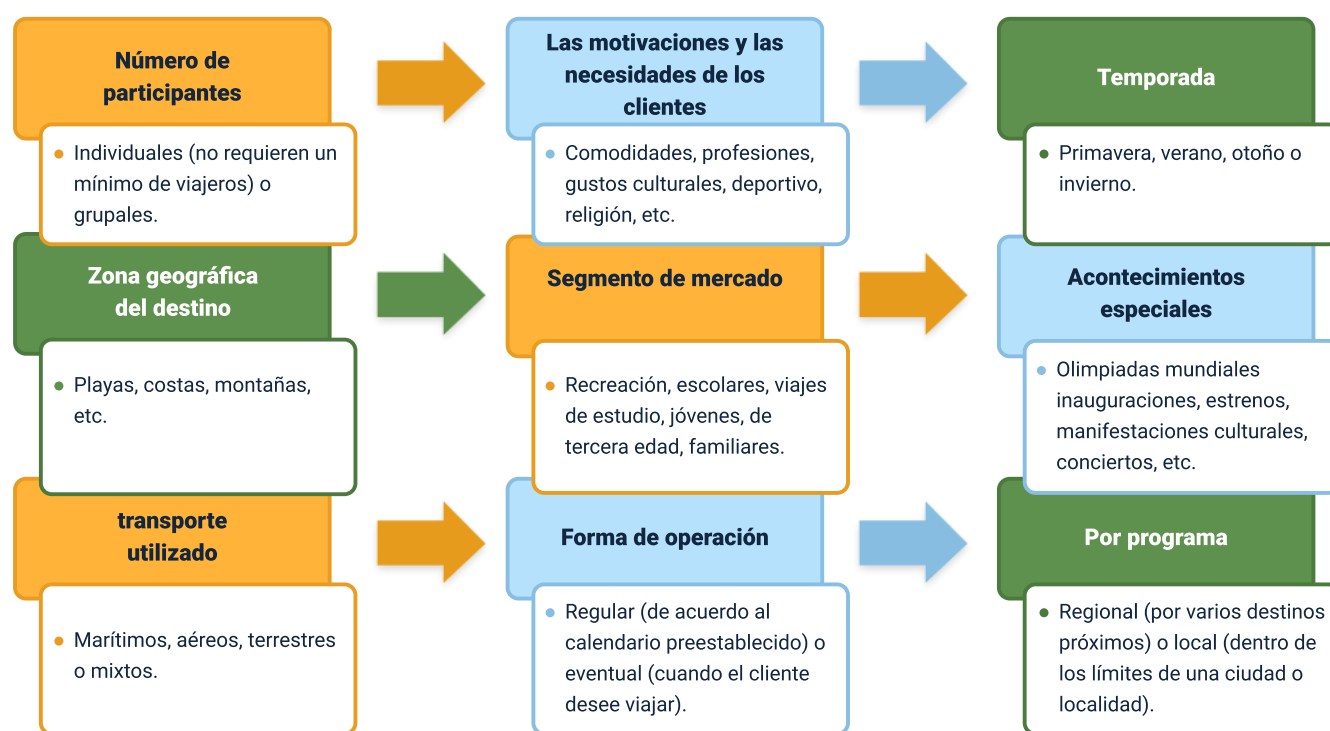 Número de
participantes
Individuales (no requieren un
mínimo de viajeros) o
grupales.
Las motivaciones y las
necesidades de los
clientes
Comodidades, profesiones,
gustos culturales, deportivo,
religión, etc.
Temporada
Primavera, verano, otoño o
invierno.
Zona geográfica
del destino
Playas, costas, montañas,
etc.
Segmento de mercado
Recreación, escolares, viajes
de estudio, jóvenes, de
tercera edad, familiares.
Acontecimientos
especiales
Olimpiadas mundiales
inauguraciones, estrenos,
manifestaciones culturales,
conciertos, etc.
transporte
utilizado
Marítimos, aéreos, terrestres
o mixtos.
Forma de operación
Regular (de acuerdo al
calendario preestablecido) o
eventual (cuando el cliente
desee viajar).
Por programa
Regional (por varios destinos
próximos) o local (dentro de
los límites de una ciudad o
localidad).